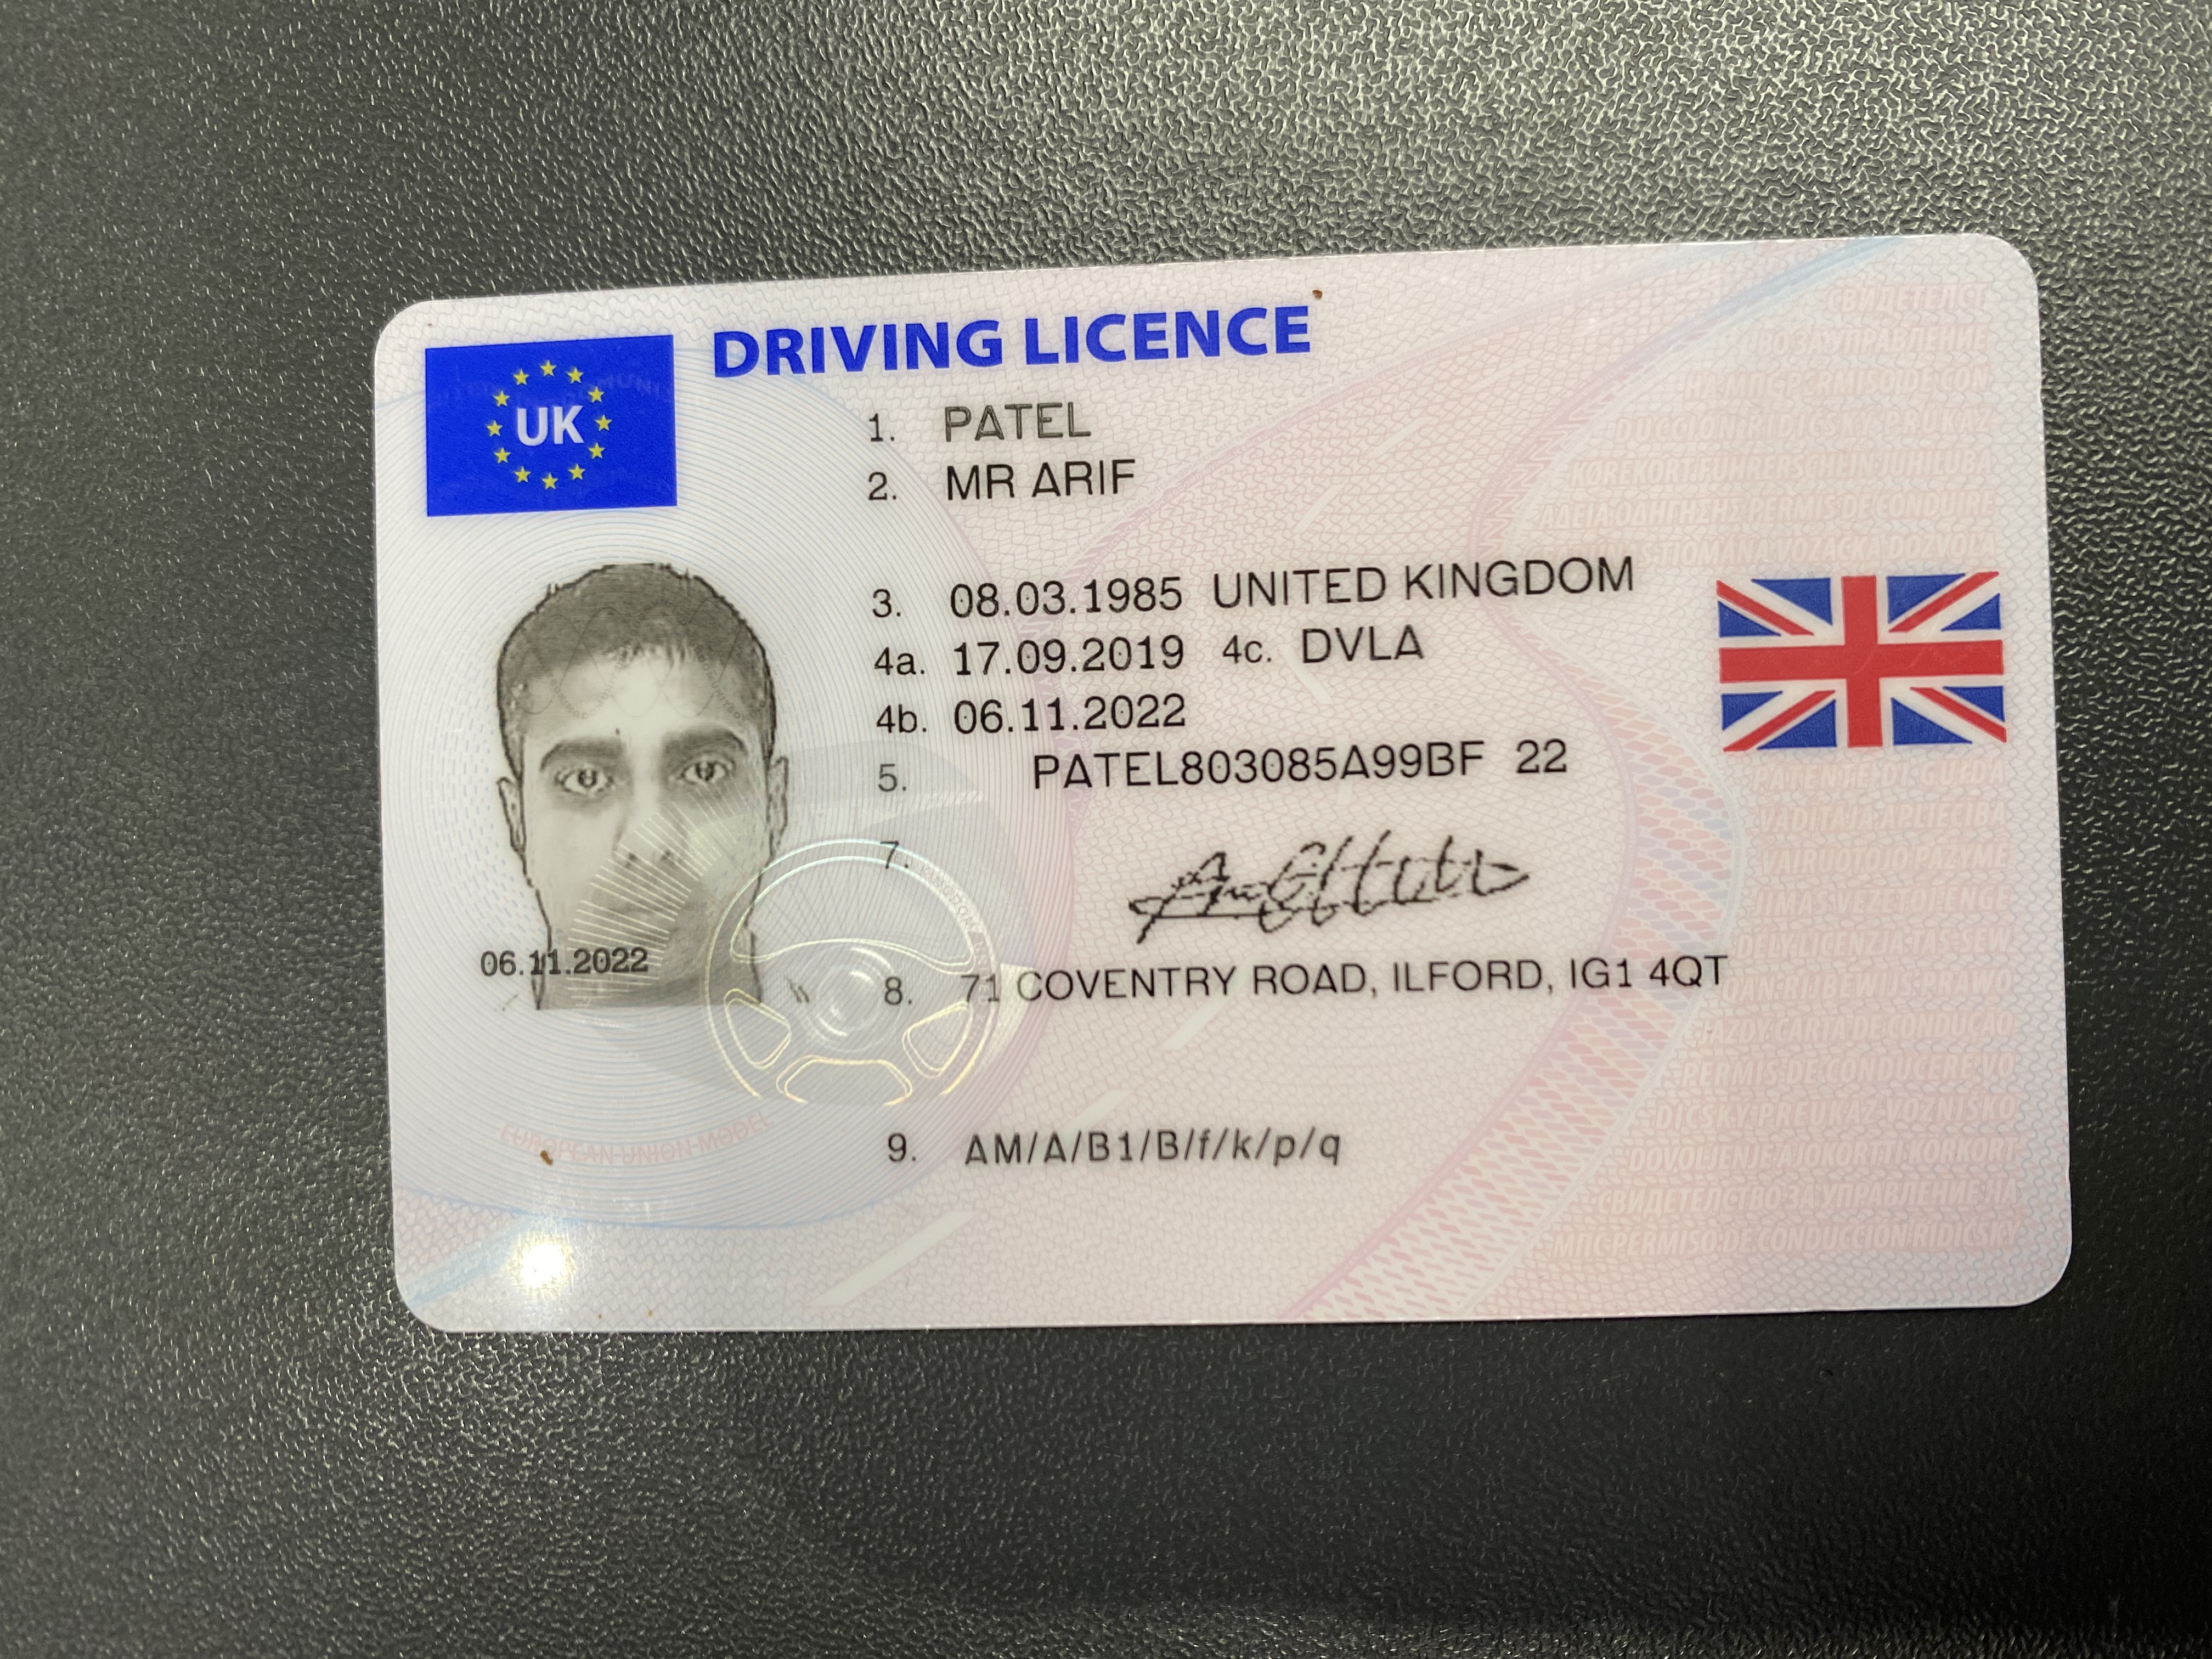 UK
DRIVING LICENCE
1. PATEL
2. MR ARIF
3. 08.03.1985 UNITED KINGDOM
4a. 17.09.2019 4c. DVLA
4b. 06.11.2022
5. PATEL803085A99BF 22
7.
06.11.2022
8. 71 COVENTRY ROAD, ILFORD, IG1 4QT
9. AM/A/B1/B/f/k/p/q